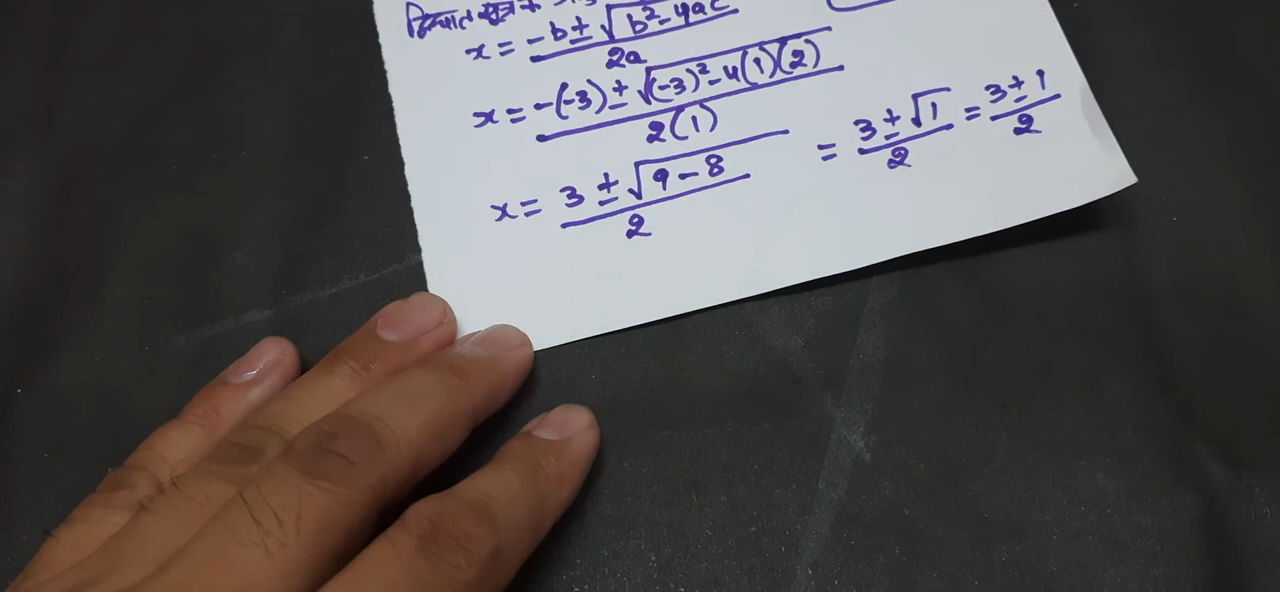 x = -b ± √b² - 4ac / 2a
x = -(-3) ± √(-3)² - 4(1)(2) / 2(1)
x = 3 ± √9 - 8 / 2 = 3 ± √1 / 2 = 3 ± 1 / 2